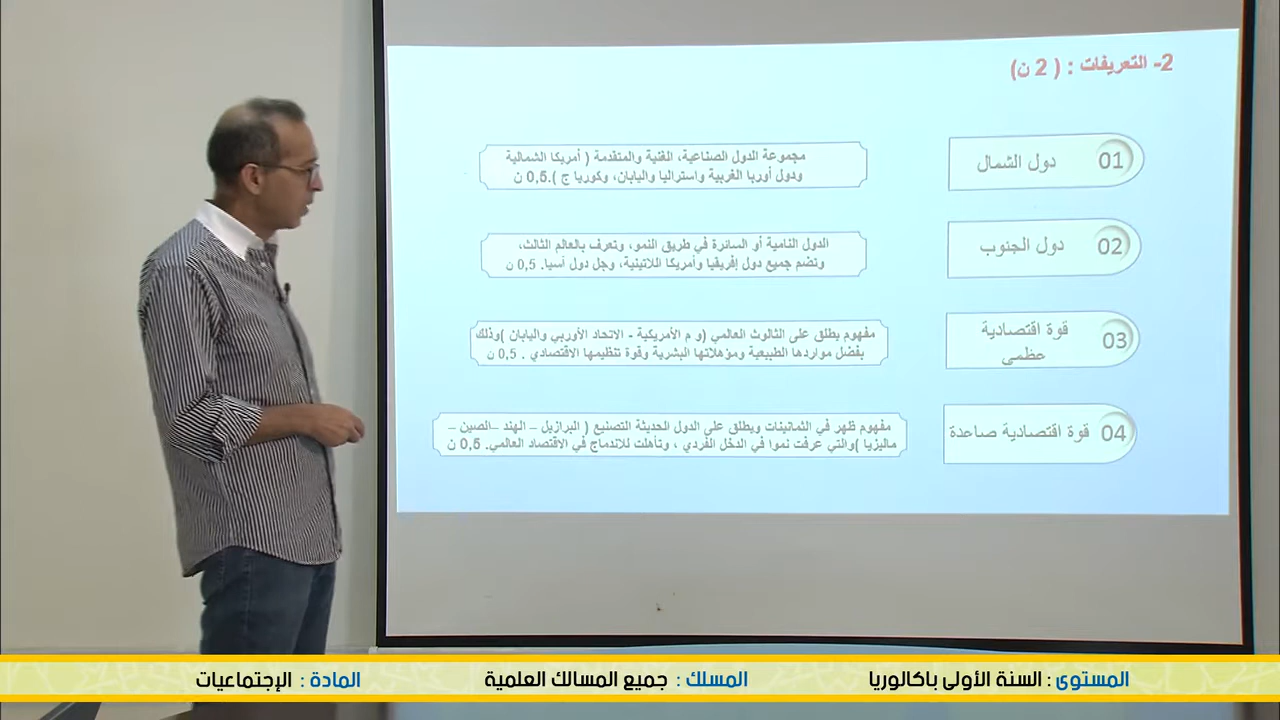 2- التعريفات : ( 2 ن)
01
دول الشمال
مجموعة الدول الصناعية، الغنية والمتقدمة ( أمريكا الشمالية
ودول أوربا الغربية واستراليا واليابان، وكوريا ج ).0,5 ن
02
دول الجنوب
الدول النامية أو السائرة في طريق النمو، وتعرف بالعالم الثالث،
وتضم جميع دول إفريقيا وأمريكا اللاتينية، وجل دول أسيا. 0,5 ن
03
قوة اقتصادية
عظمى
مفهوم يطلق على الثالوث العالمي (و م الأمريكية - الاتحاد الأوربي واليابان )وذلك
بفضل مواردها الطبيعية ومؤهلاتها البشرية وقوة تنظيمها الاقتصادي . 0,5 ن
04
قوة اقتصادية صاعدة
مفهوم ظهر في الثمانينات ويطلق على الدول الحديثة التصنيع ( البرازيل – الهند –الصين –
ماليزيا )والتي عرفت نموا في الدخل الفردي ، وتأهلت للاندماج في الاقتصاد العالمي. 0,5 ن
المستوى : السنة الأولى باكالوريا
المسلك : جميع المسالك العلمية
المادة : الإجتماعيات